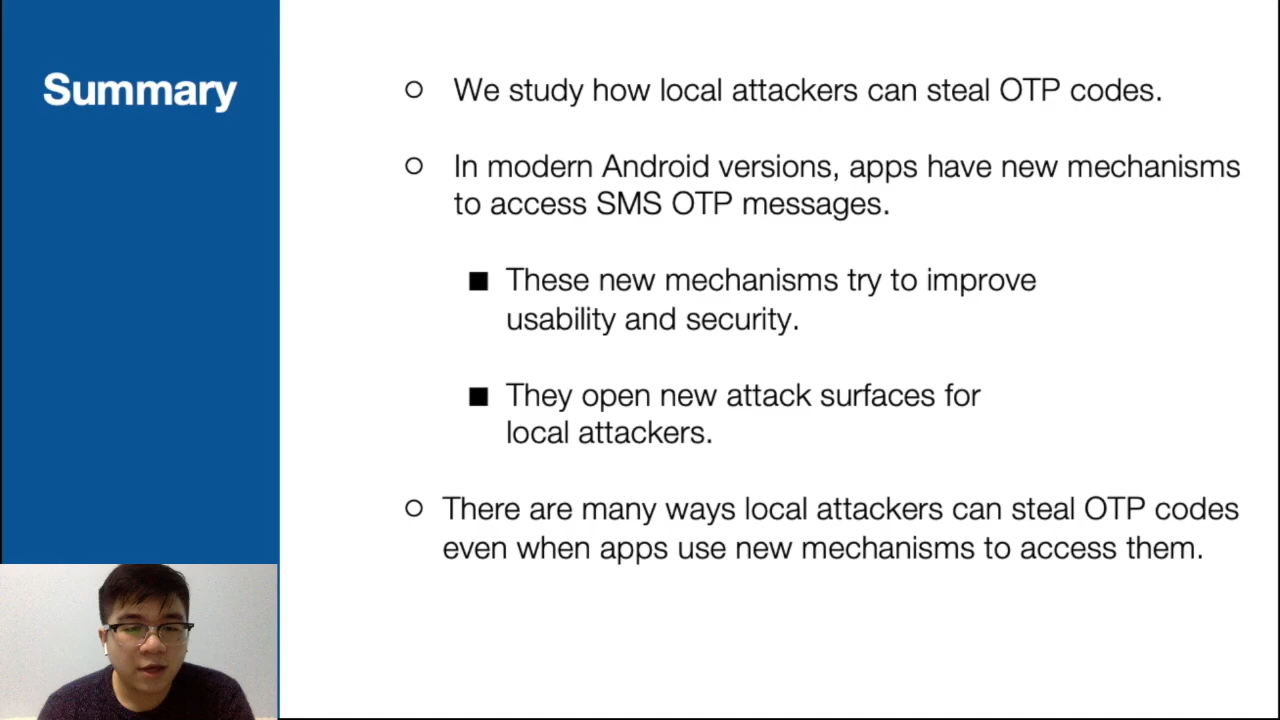 Summary
We study how local attackers can steal OTP codes.
In modern Android versions, apps have new mechanisms
to access SMS OTP messages.
These new mechanisms try to improve
usability and security.
They open new attack surfaces for
local attackers.
There are many ways local attackers can steal OTP codes
even when apps use new mechanisms to access them.